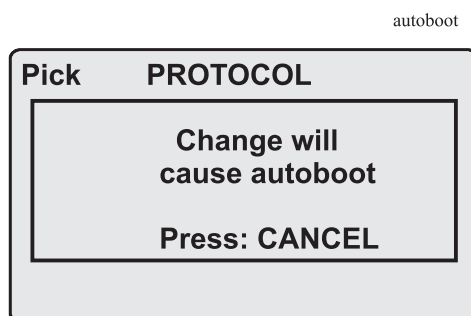 autoboot
Pick PROTOCOL
Change will
cause autoboot
Press: CANCEL